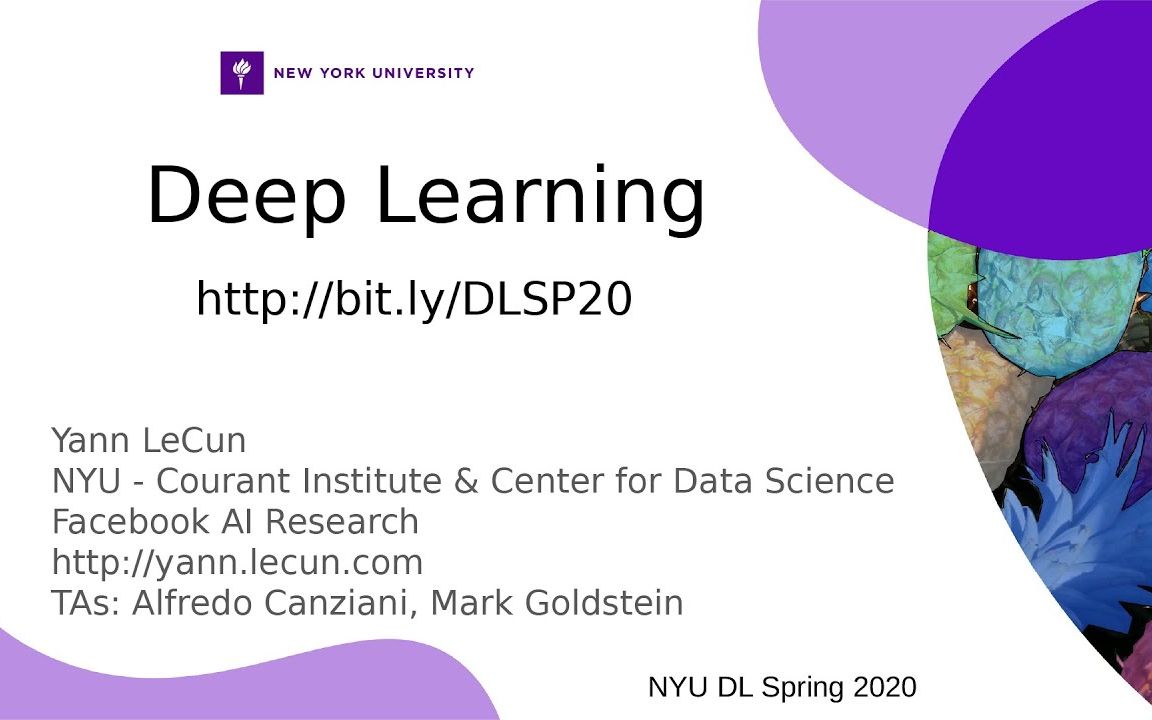 NEW YORK UNIVERSITY
Deep Learning
http://bit.ly/DLSP20
Yann LeCun
NYU - Courant Institute & Center for Data Science
Facebook AI Research
http://yann.lecun.com
TAs: Alfredo Canziani, Mark Goldstein
NYU DL Spring 2020